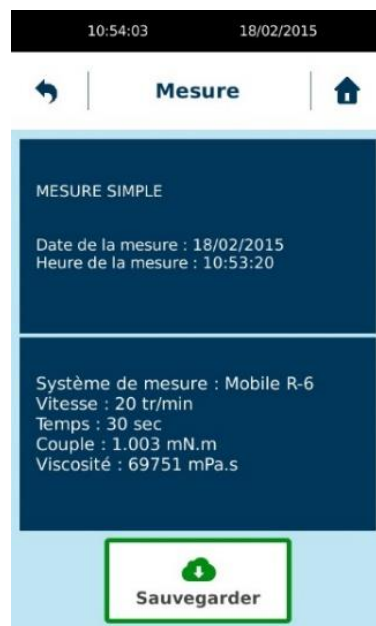 10:54:03 18/02/2015
Mesure
MESURE SIMPLE
Date de la mesure : 18/02/2015
Heure de la mesure : 10:53:20
Système de mesure : Mobile R-6
Vitesse : 20 tr/min
Temps : 30 sec
Couple : 1.003 mN.m
Viscosité : 69751 mPa.s
Sauvegarder